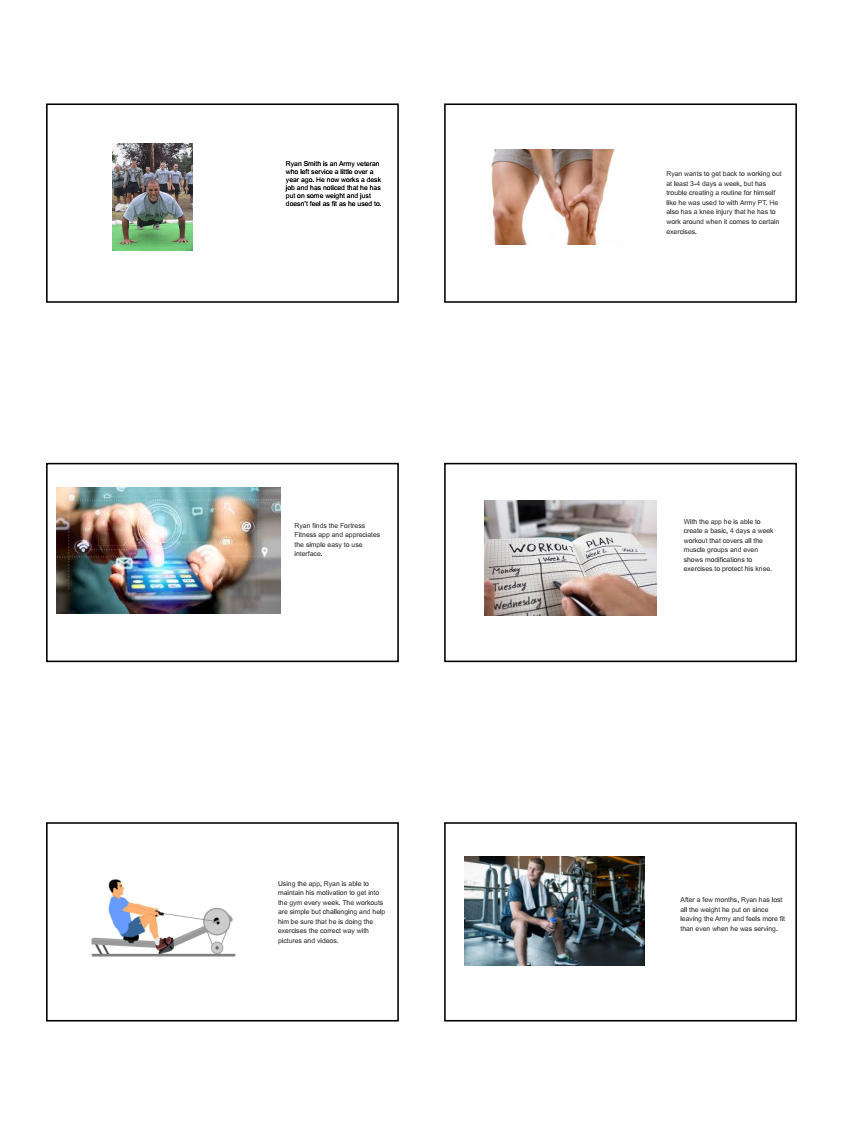 Ryan Smith is an Army veteran
who left service a little over a
year ago. He now works a desk
job and has noticed that he has
put on some weight and just
doesn't feel as fit as he used to.
Ryan wants to get back to working out
at least 3-4 days a week, but has
trouble creating a routine for himself
like he was used to with Army PT. He
also has a knee injury that he has to
work around when it comes to certain
exercises.
@
Ryan finds the Fortress
Fitness app and appreciates
the simple easy to use
interface.
WORKOUT PLAN
Week 1 Week 2
Monday
Tuesday
Wednesday
With the app he is able to
create a basic, 4 days a week
workout that covers all the
muscle groups and even
shows modifications to
exercises to protect his knee.
Using the app, Ryan is able to
maintain his motivation to get into
the gym every week. The workouts
are simple but challenging and help
him be sure that he is doing the
exercises the correct way with
pictures and videos.
After a few months, Ryan has lost
all the weight he put on since
leaving the Army and feels more fit
than even when he was serving.